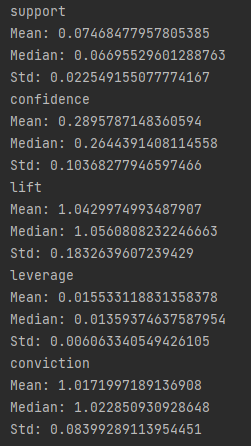 support
Mean: 0.07468477957805385
Median: 0.06695529601288763
Std: 0.022549155077774167
confidence
Mean: 0.2895787148360594
Median: 0.2644391408114558
Std: 0.10368277946597466
lift
Mean: 1.0429974993487907
Median: 1.0560808232246663
Std: 0.1832639607239429
leverage
Mean: 0.015533118831358378
Median: 0.01359374637587954
Std: 0.006063340549426105
conviction
Mean: 1.0171997189136908
Median: 1.022850930928648
Std: 0.08399289113954451